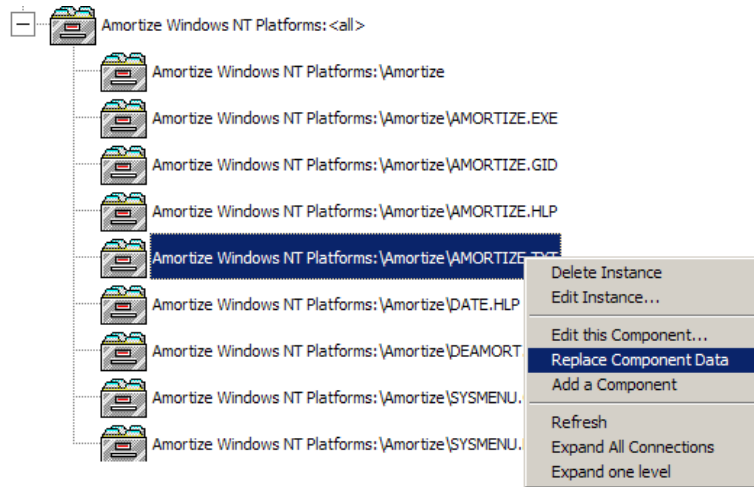 Amortize Windows NT Platforms:<all>
Amortize Windows NT Platforms:\Amortize
Amortize Windows NT Platforms:\Amortize\AMORTIZE.EXE
Amortize Windows NT Platforms:\Amortize\AMORTIZE.GID
Amortize Windows NT Platforms:\Amortize\AMORTIZE.HLP
Amortize Windows NT Platforms:\Amortize\AMORTIZE.TXT
Amortize Windows NT Platforms:\Amortize\DATE.HLP
Amortize Windows NT Platforms:\Amortize\DEAMORT.
Amortize Windows NT Platforms:\Amortize\SYSMENU.
Amortize Windows NT Platforms:\Amortize\SYSMENU.
Delete Instance
Edit Instance...
Edit this Component...
Replace Component Data
Add a Component
Refresh
Expand All Connections
Expand one level